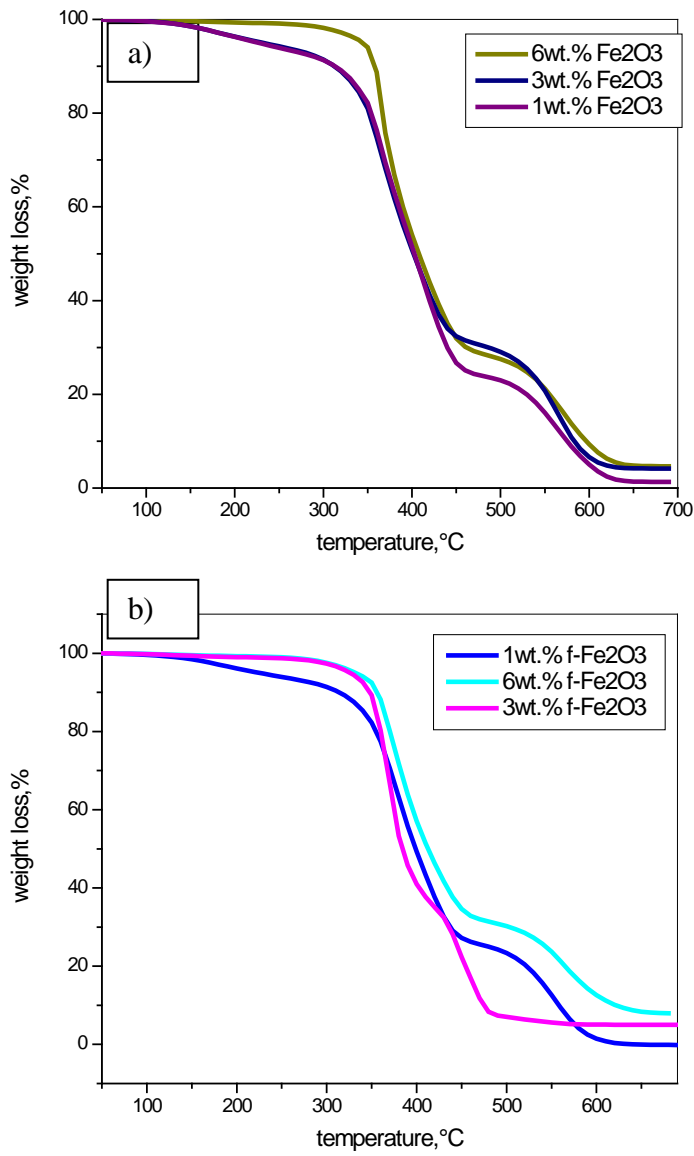 a)
6wt.% Fe2O3
3wt.% Fe2O3
1wt.% Fe2O3
100
80
60
40
20
0
weight loss,%
100 200 300 400 500 600 700
temperature,°C
b)
1wt.% f-Fe2O3
6wt.% f-Fe2O3
3wt.% f-Fe2O3
100
80
60
40
20
0
weight loss,%
100 200 300 400 500 600
temperature,°C